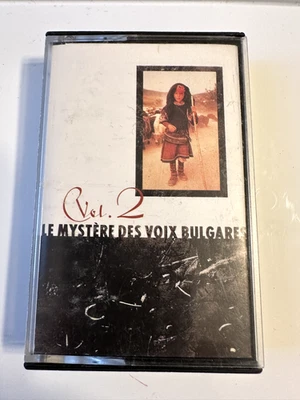 Vol. 2
LE MYSTÈRE DES VOIX BULGARES